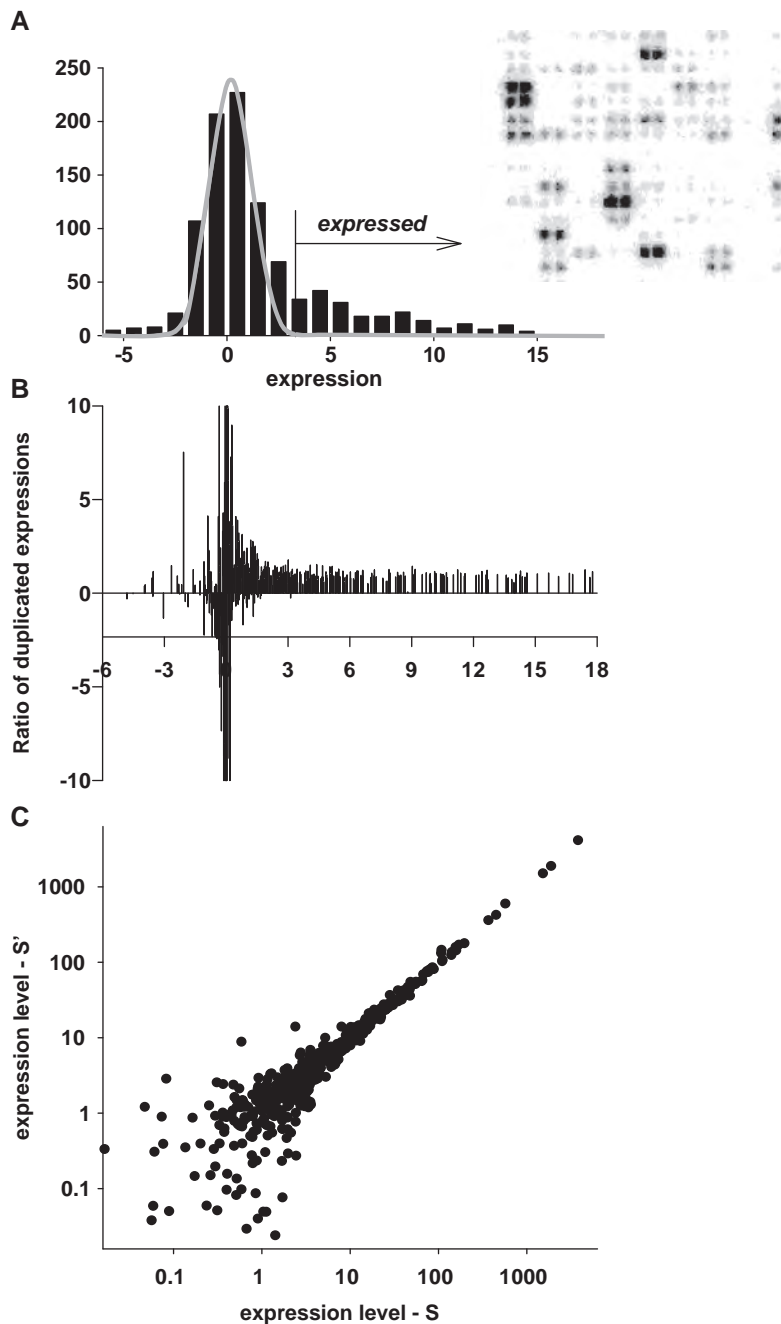 A
250
200
150
100
50
0
expressed
-5 0 5 10 15
expression
B
Ratio of duplicated expressions
10
5
0
-6 -3 0 3 6 9 12 15 18
-5
-10
C
expression level - S'
1000
100
10
1
0.1
0.1 1 10 100 1000
expression level - S